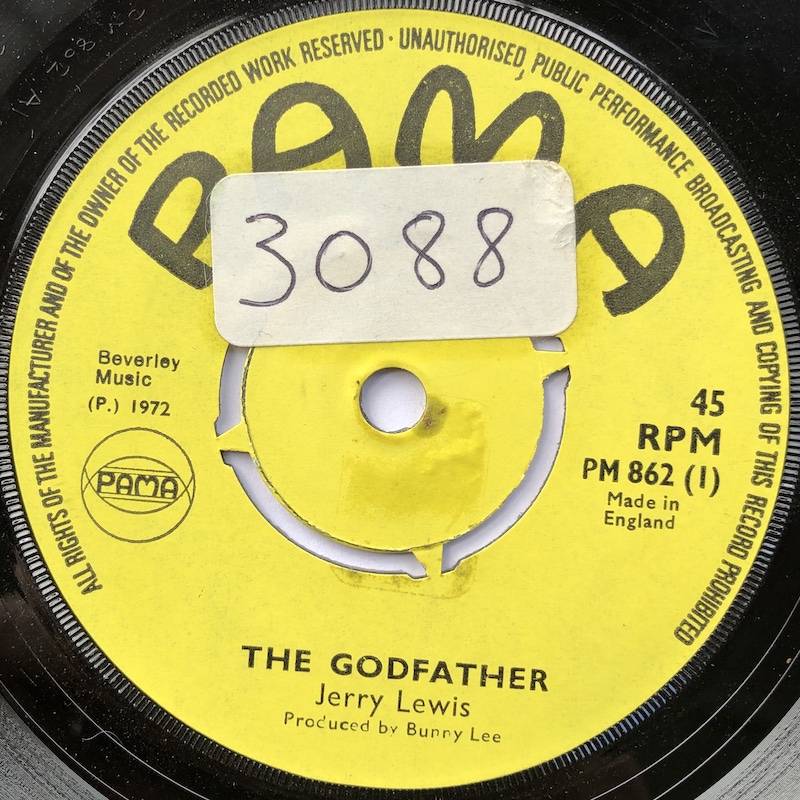 ALL RIGHTS OF THE MANUFACTURER AND OF THE OWNER OF THE RECORDED WORK RESERVED · UNAUTHORISED, PUBLIC PERFORMANCE BROADCASTING AND COPYING OF THIS RECORD PROHIBITED
PAMA
3088
Beverley
Music
(P.) 1972
PAMA
45
RPM
PM 862 (1)
Made in
England
THE GODFATHER
Jerry Lewis
Produced by Bunny Lee